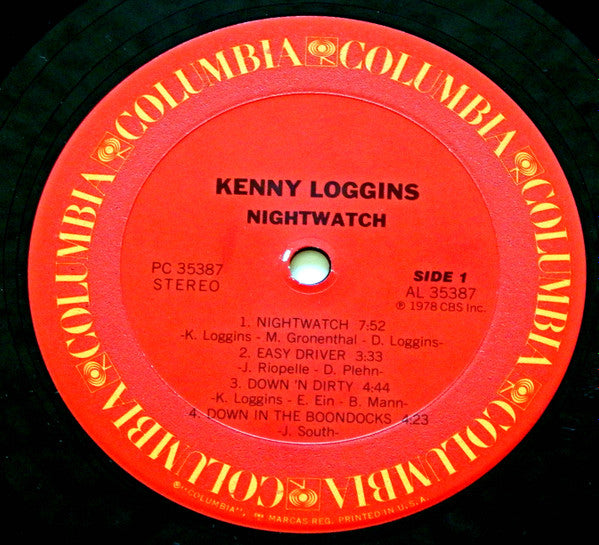 COLUMBIA COLUMBIA COLUMBIA COLUMBIA COLUMBIA COLUMBIA
KENNY LOGGINS
NIGHTWATCH
PC 35387
STEREO
SIDE 1
AL 35387
℗ 1978 CBS Inc.
1. NIGHTWATCH 7:52
-K. Loggins - M. Gronenthal - D. Loggins-
2. EASY DRIVER 3:33
-J. Riopelle - D. Plehn-
3. DOWN 'N DIRTY 4:44
-K. Loggins - E. Ein - B. Mann-
4. DOWN IN THE BOONDOCKS 4:23
-J. South-
®"COLUMBIA", MARCAS REG. PRINTED IN U.S.A.